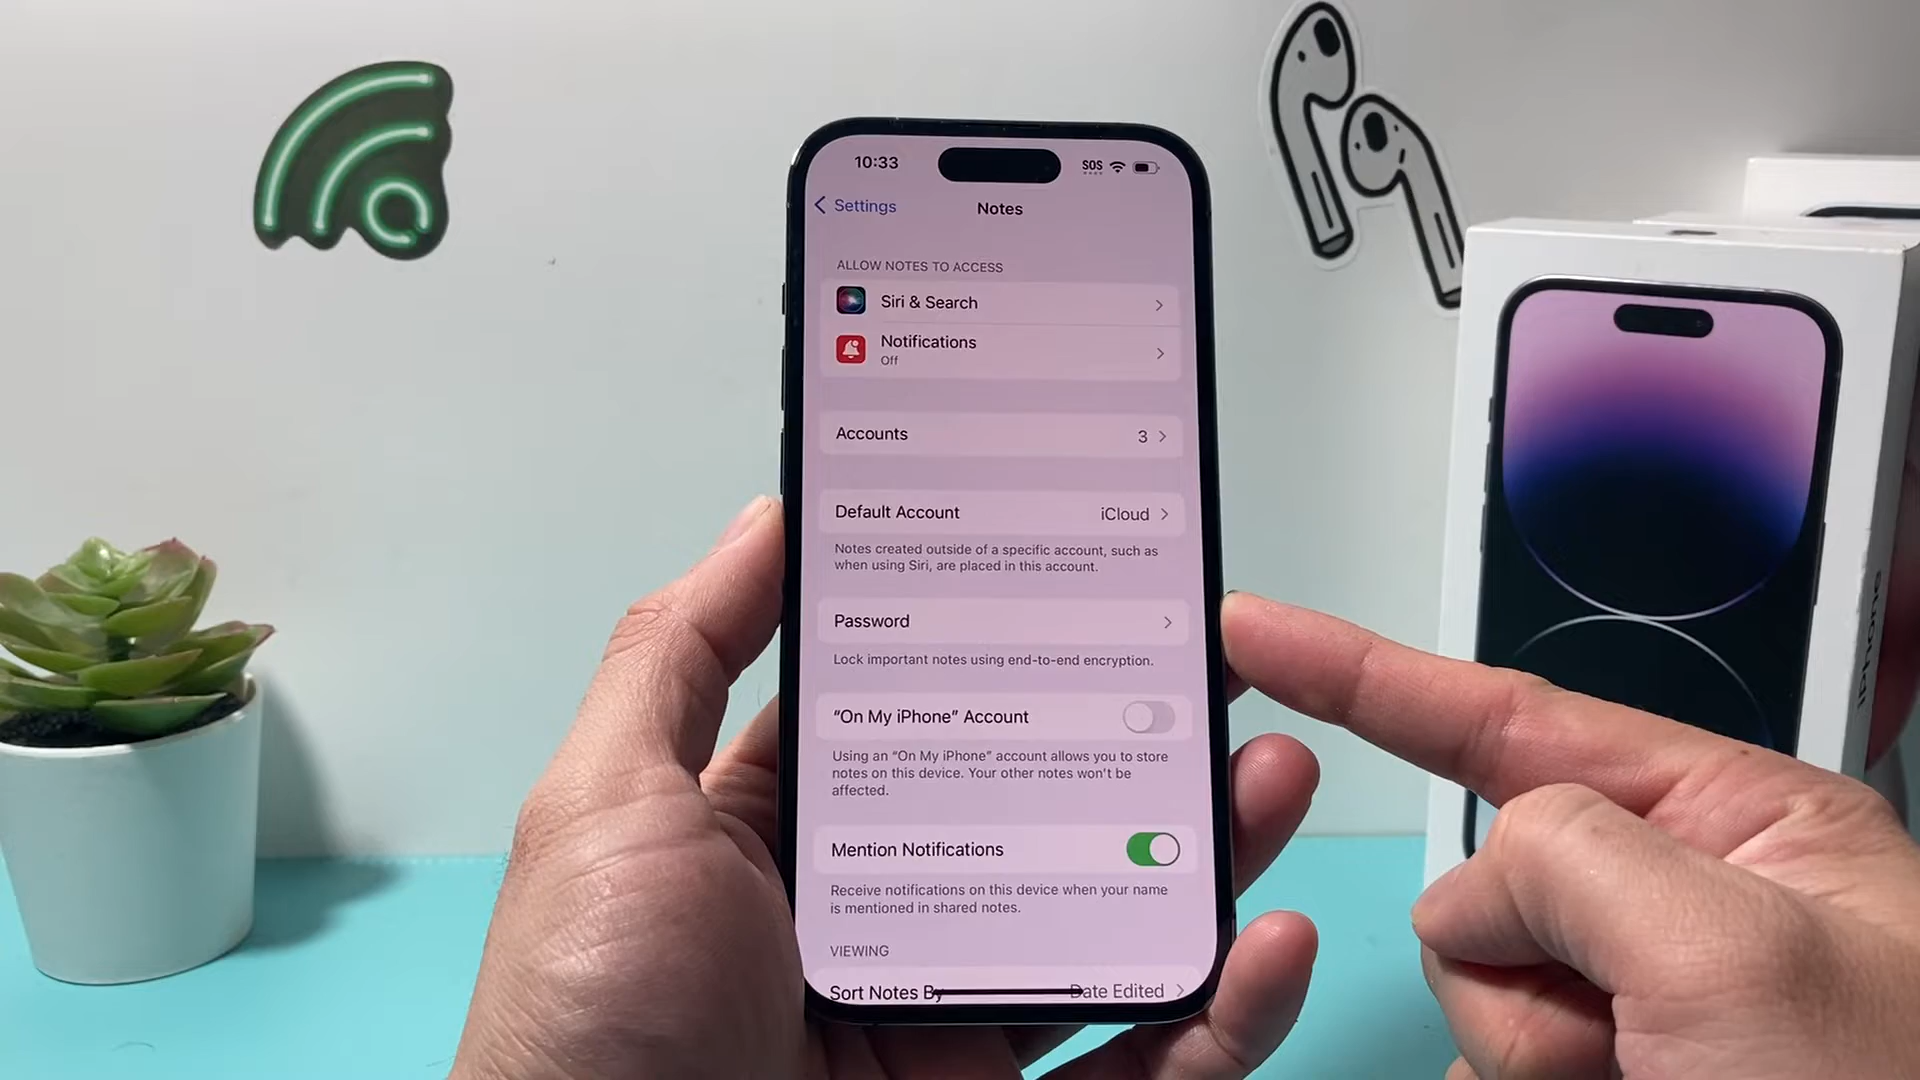 10:33
SOS
Settings
Notes
ALLOW NOTES TO ACCESS
Siri & Search
Notifications
Off
Accounts 3
Default Account iCloud
Notes created outside of a specific account, such as
when using Siri, are placed in this account.
Password
Lock important notes using end-to-end encryption.
“On My iPhone” Account
Using an “On My iPhone” account allows you to store
notes on this device. Your other notes won't be
affected.
Mention Notifications
Receive notifications on this device when your name
is mentioned in shared notes.
VIEWING
Sort Notes By Date Edited
iPhone